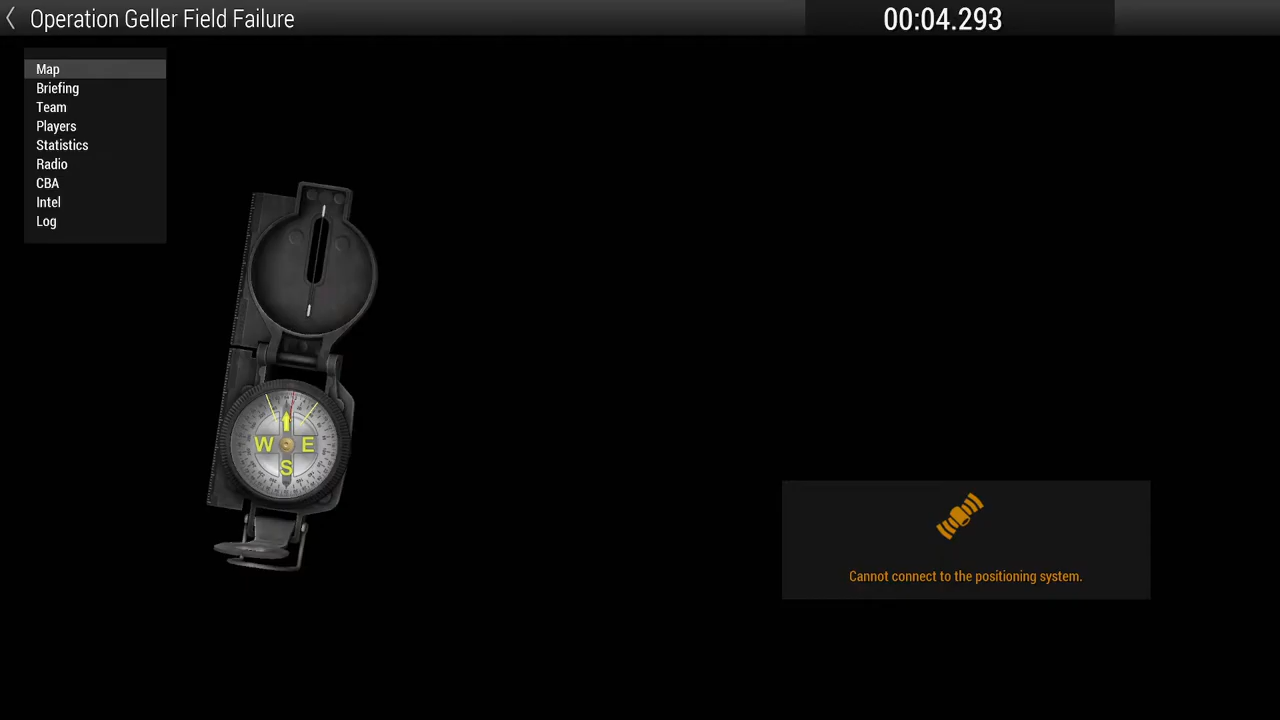 Operation Geller Field Failure
00:04.293
Map
Briefing
Team
Players
Statistics
Radio
CBA
Intel
Log
W E
S
Cannot connect to the positioning system.